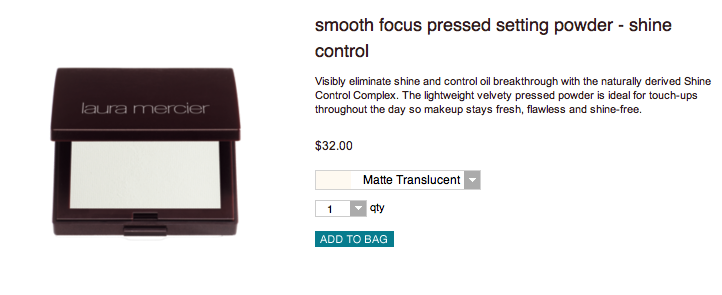 smooth focus pressed setting powder - shine
control
Visibly eliminate shine and control oil breakthrough with the naturally derived Shine
Control Complex. The lightweight velvety pressed powder is ideal for touch-ups
throughout the day so makeup stays fresh, flawless and shine-free.
laura mercier
$32.00
Matte Translucent
1 qty
ADD TO BAG